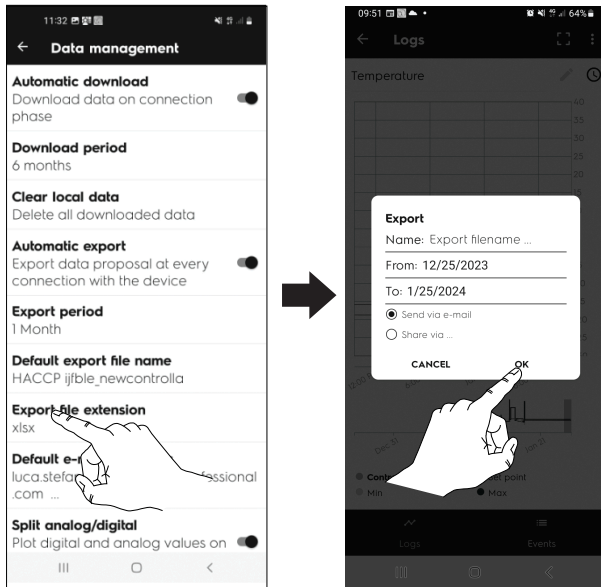 11:32
Data management
Automatic download
Download data on connection
phase
Download period
6 months
Clear local data
Delete all downloaded data
Automatic export
Export data proposal at every
connection with the device
Export period
1 Month
Default export file name
HACCP ijfble_newcontrolla
Export file extension
xlsx
Default e-
luca.stefa fessional
.com ...
Split analog/digital
Plot digital and analog values on
09:51 64%
Logs
Temperature
40
35
30
25
20
15
Export
Name: Export filename ...
From: 12/25/2023
To: 1/25/2024
Send via e-mail
Share via ...
CANCEL OK
Dec 31 Jan 21
Cont et point
Min Max
Logs Events